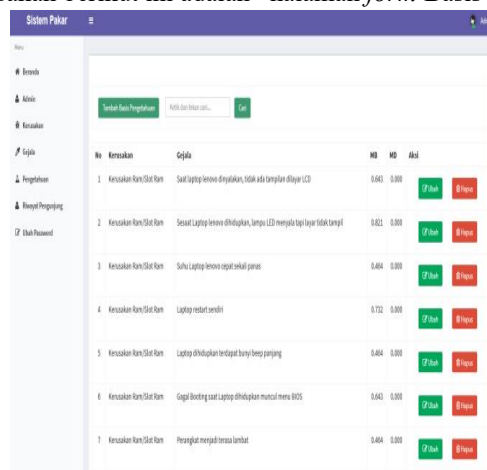 halaman form Basis
Sistem Pakar
Menu
Beranda
Admin
Kerusakan
Gejala
Pengetahuan
Riwayat Pengunjung
Ubah Password
Tambah Basis Pengetahuan Ketik dan tekan cari... Cari
No Kerusakan Gejala MB MD Aksi
1 Kerusakan Ram/Slot Ram Saat laptop lenovo dinyalakan, tidak ada tampilan dilayar LCD 0.643 0.000 Ubah Hapus
2 Kerusakan Ram/Slot Ram Sesaat Laptop lenovo dihidupkan, lampu LED menyala tapi layar tidak tampil 0.821 0.000 Ubah Hapus
3 Kerusakan Ram/Slot Ram Suhu Laptop lenovo cepat sekali panas 0.464 0.000 Ubah Hapus
4 Kerusakan Ram/Slot Ram Laptop restart sendiri 0.732 0.000 Ubah Hapus
5 Kerusakan Ram/Slot Ram Laptop dihidupkan terdapat bunyi beep panjang 0.464 0.000 Ubah Hapus
6 Kerusakan Ram/Slot Ram Gagal Booting saat Laptop dihidupkan muncul menu BIOS 0.643 0.000 Ubah Hapus
7 Kerusakan Ram/Slot Ram Perangkat menjadi terasa lambat 0.464 0.000 Ubah Hapus